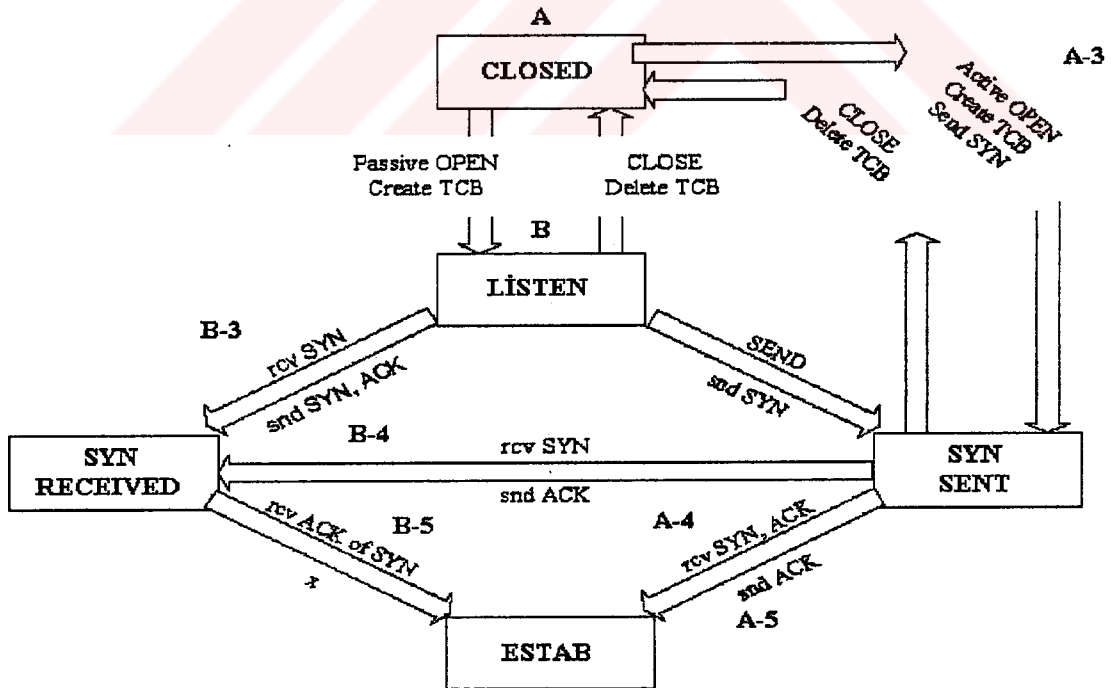 A
CLOSED
A-3
Active OPEN
Create TCB
Send SYN
CLOSE
Delete TCB
Passive OPEN
Create TCB
CLOSE
Delete TCB
B
LİSTEN
B-3
rcv SYN
snd SYN, ACK
SEND
snd SYN
B-4
SYN
RECEIVED
rcv SYN
snd ACK
SYN
SENT
B-5
rcv ACK of SYN
x
A-4
rcv SYN, ACK
snd ACK
A-5
ESTAB